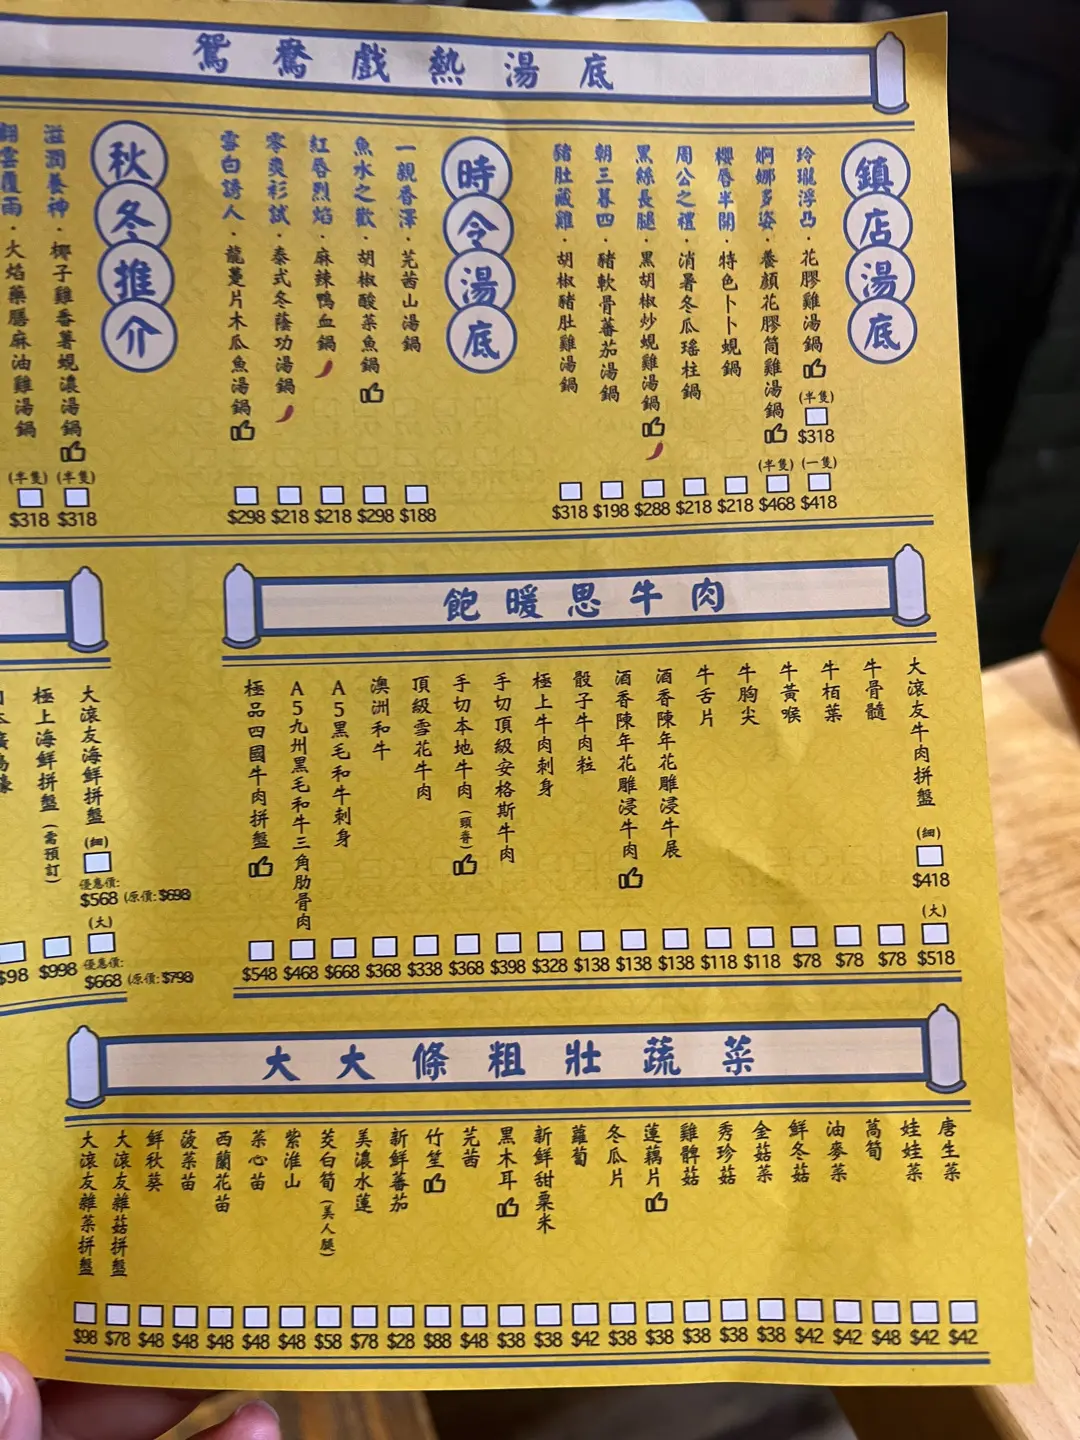 鴛鴦戲熱湯底
鎮店湯底
玲瓏浮凸·花膠雞湯鍋
(半隻)
$318
(一隻)
$418
婀娜多姿·養顏花膠筒雞湯鍋
(半隻)
$468
櫻唇半開·特色卜卜蜆鍋
$218
周公之禮·消暑冬瓜瑤柱鍋
$218
黑絲長腿·黑胡椒炒蜆雞湯鍋
$288
朝三暮四·豬軟骨蕃茄湯鍋
$198
豬肚藏雞·胡椒豬肚雞湯鍋
$318
時令湯底
一親香澤·芫茜山湯鍋
$188
魚水之歡·胡椒酸菜魚鍋
$298
紅唇烈焰·麻辣鴨血鍋
$218
零爽衫試·泰式冬蔭功湯鍋
$218
雪白誘人·龍躉片木瓜魚湯鍋
$298
秋冬推介
滋潤養神·椰子雞番薯蜆濃湯鍋
(半隻)
$318
翻雲覆雨·火焰藥膳麻油雞湯鍋
(半隻)
$318
飽暖思牛肉
大滾友牛肉拼盤
(細)
$418
(大)
$518
牛骨髓
$78
牛栢葉
$78
牛黃喉
$78
牛胸尖
$118
牛舌片
$118
酒香陳年花雕浸牛展
$138
酒香陳年花雕浸牛肉
$138
骰子牛肉粒
$138
極上牛肉刺身
$328
手切頂級安格斯牛肉
$398
手切本地牛肉(頸脊)
$368
頂級雪花牛肉
$338
澳洲和牛
$368
A5黑毛和牛刺身
$668
A5九州黑毛和牛三角肋骨肉
$468
極品四國牛肉拼盤
$548
大滾友海鮮拼盤
(細)
優惠價:
$568 (原價:$698)
(大)
優惠價:
$668 (原價:$798)
極上海鮮拼盤(需預訂)
$998
$98
大大條粗壯蔬菜
唐生菜
$42
娃娃菜
$42
萵筍
$48
油麥菜
$42
鮮冬菇
$42
金菇菜
$38
秀珍菇
$38
雞髀菇
$38
蓮藕片
$38
冬瓜片
$38
蘿蔔
$42
新鮮甜粟米
$38
黑木耳
$38
芫茜
$48
竹笙
$88
新鮮蕃茄
$28
美濃水蓮
$78
茭白筍(美人腿)
$58
紫淮山
$48
菜心苗
$48
西蘭花苗
$48
菠菜苗
$48
鮮秋葵
$48
大滾友雜菇拼盤
$78
大滾友雜菜拼盤
$98